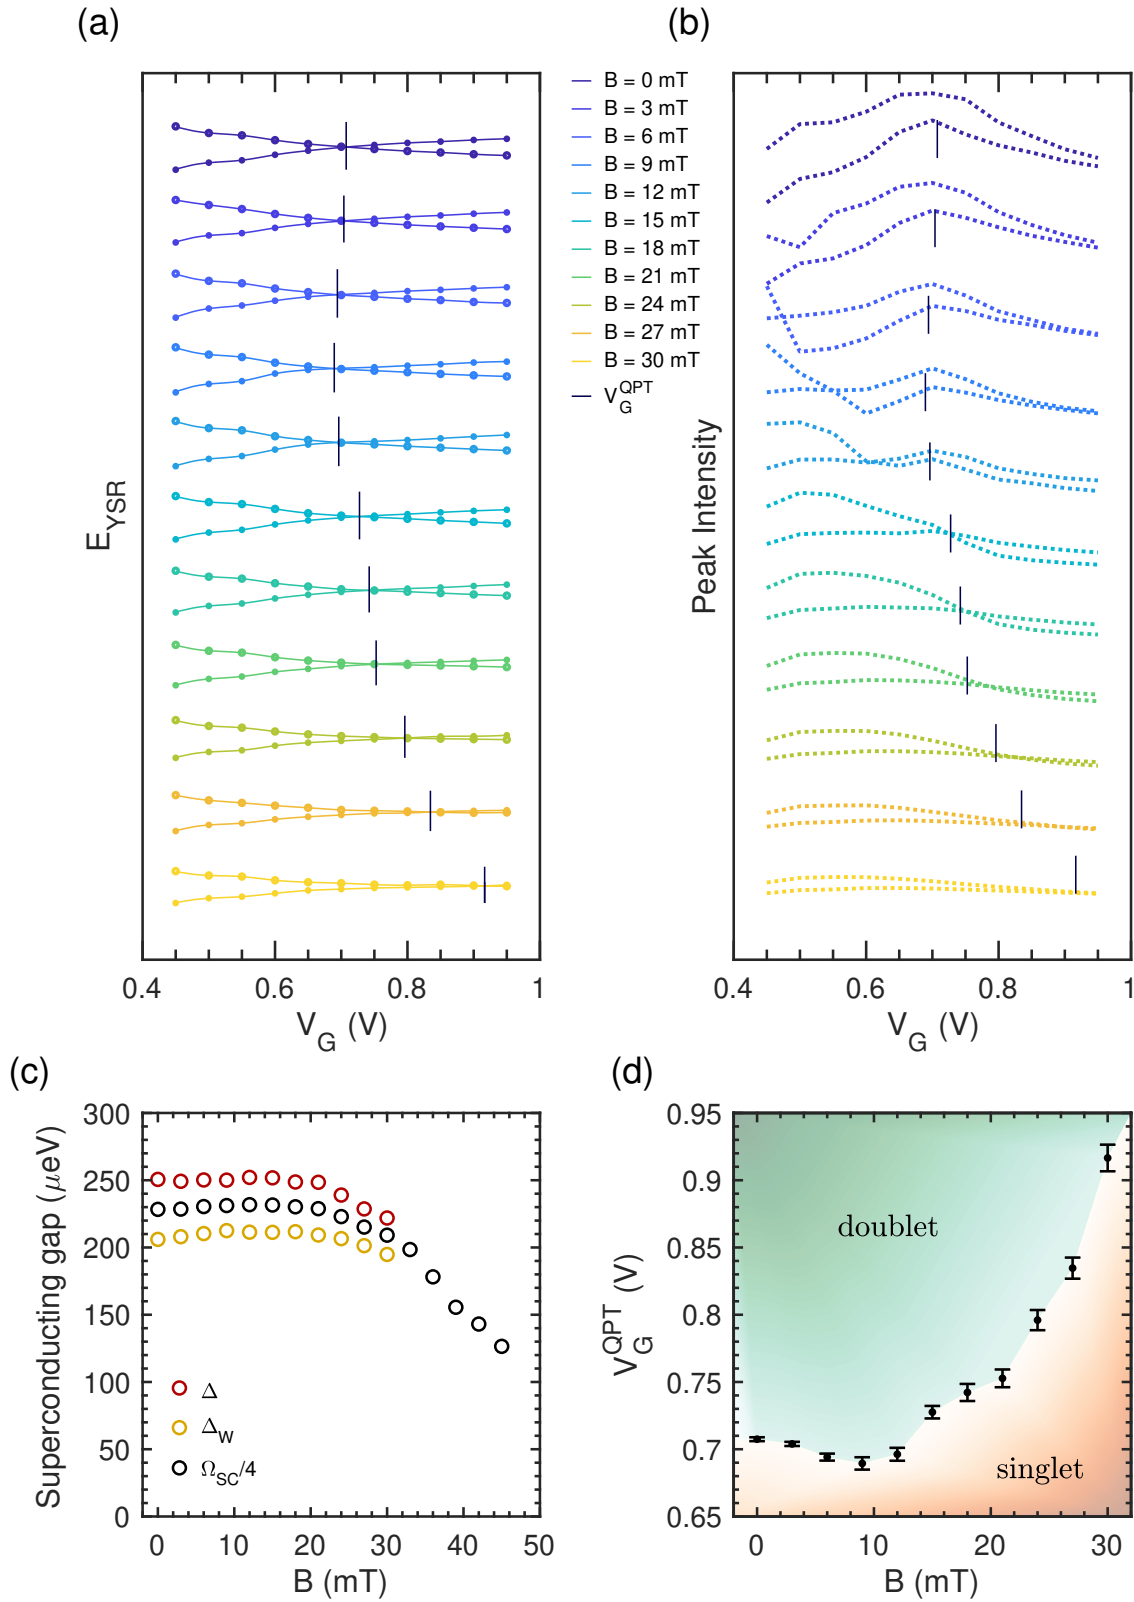 (a)
(b)
B = 0 mT
B = 3 mT
B = 6 mT
B = 9 mT
B = 12 mT
B = 15 mT
B = 18 mT
B = 21 mT
B = 24 mT
B = 27 mT
B = 30 mT
V_G^QPT
E_YSR
0.4 0.6 0.8 1
V_G (V)
Peak Intensity
0.4 0.6 0.8 1
V_G (V)
(c)
Superconducting gap (μeV)
300
250
200
150
100
50
0
Δ
Δ_W
Ω_SC/4
0 10 20 30 40 50
B (mT)
(d)
V_G^QPT (V)
0.95
0.9
0.85
0.8
0.75
0.7
0.65
doublet
singlet
0 10 20 30
B (mT)